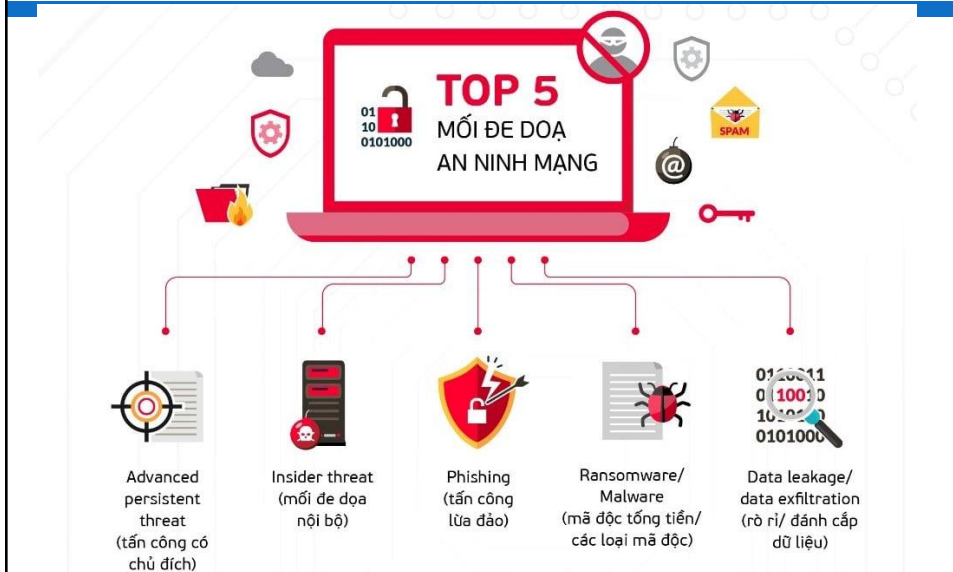 TOP 5
MỐI ĐE DOẠ
AN NINH MẠNG
01
10
0101000
SPAM
@
Advanced
persistent
threat
(tấn công có
chủ đích)
Insider threat
(mối đe dọa
nội bộ)
Phishing
(tấn công
lừa đảo)
Ransomware/
Malware
(mã độc tống tiền/
các loại mã độc)
10010
0101000
Data leakage/
data exfiltration
(rò rỉ/ đánh cắp
dữ liệu)